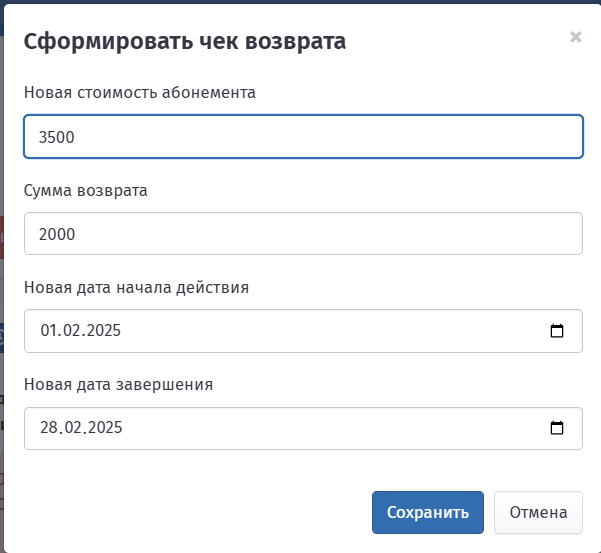 Сформировать чек возврата
×
Новая стоимость абонемента
3500
Сумма возврата
2000
Новая дата начала действия
01.02.2025
Новая дата завершения
28.02.2025
Сохранить Отмена